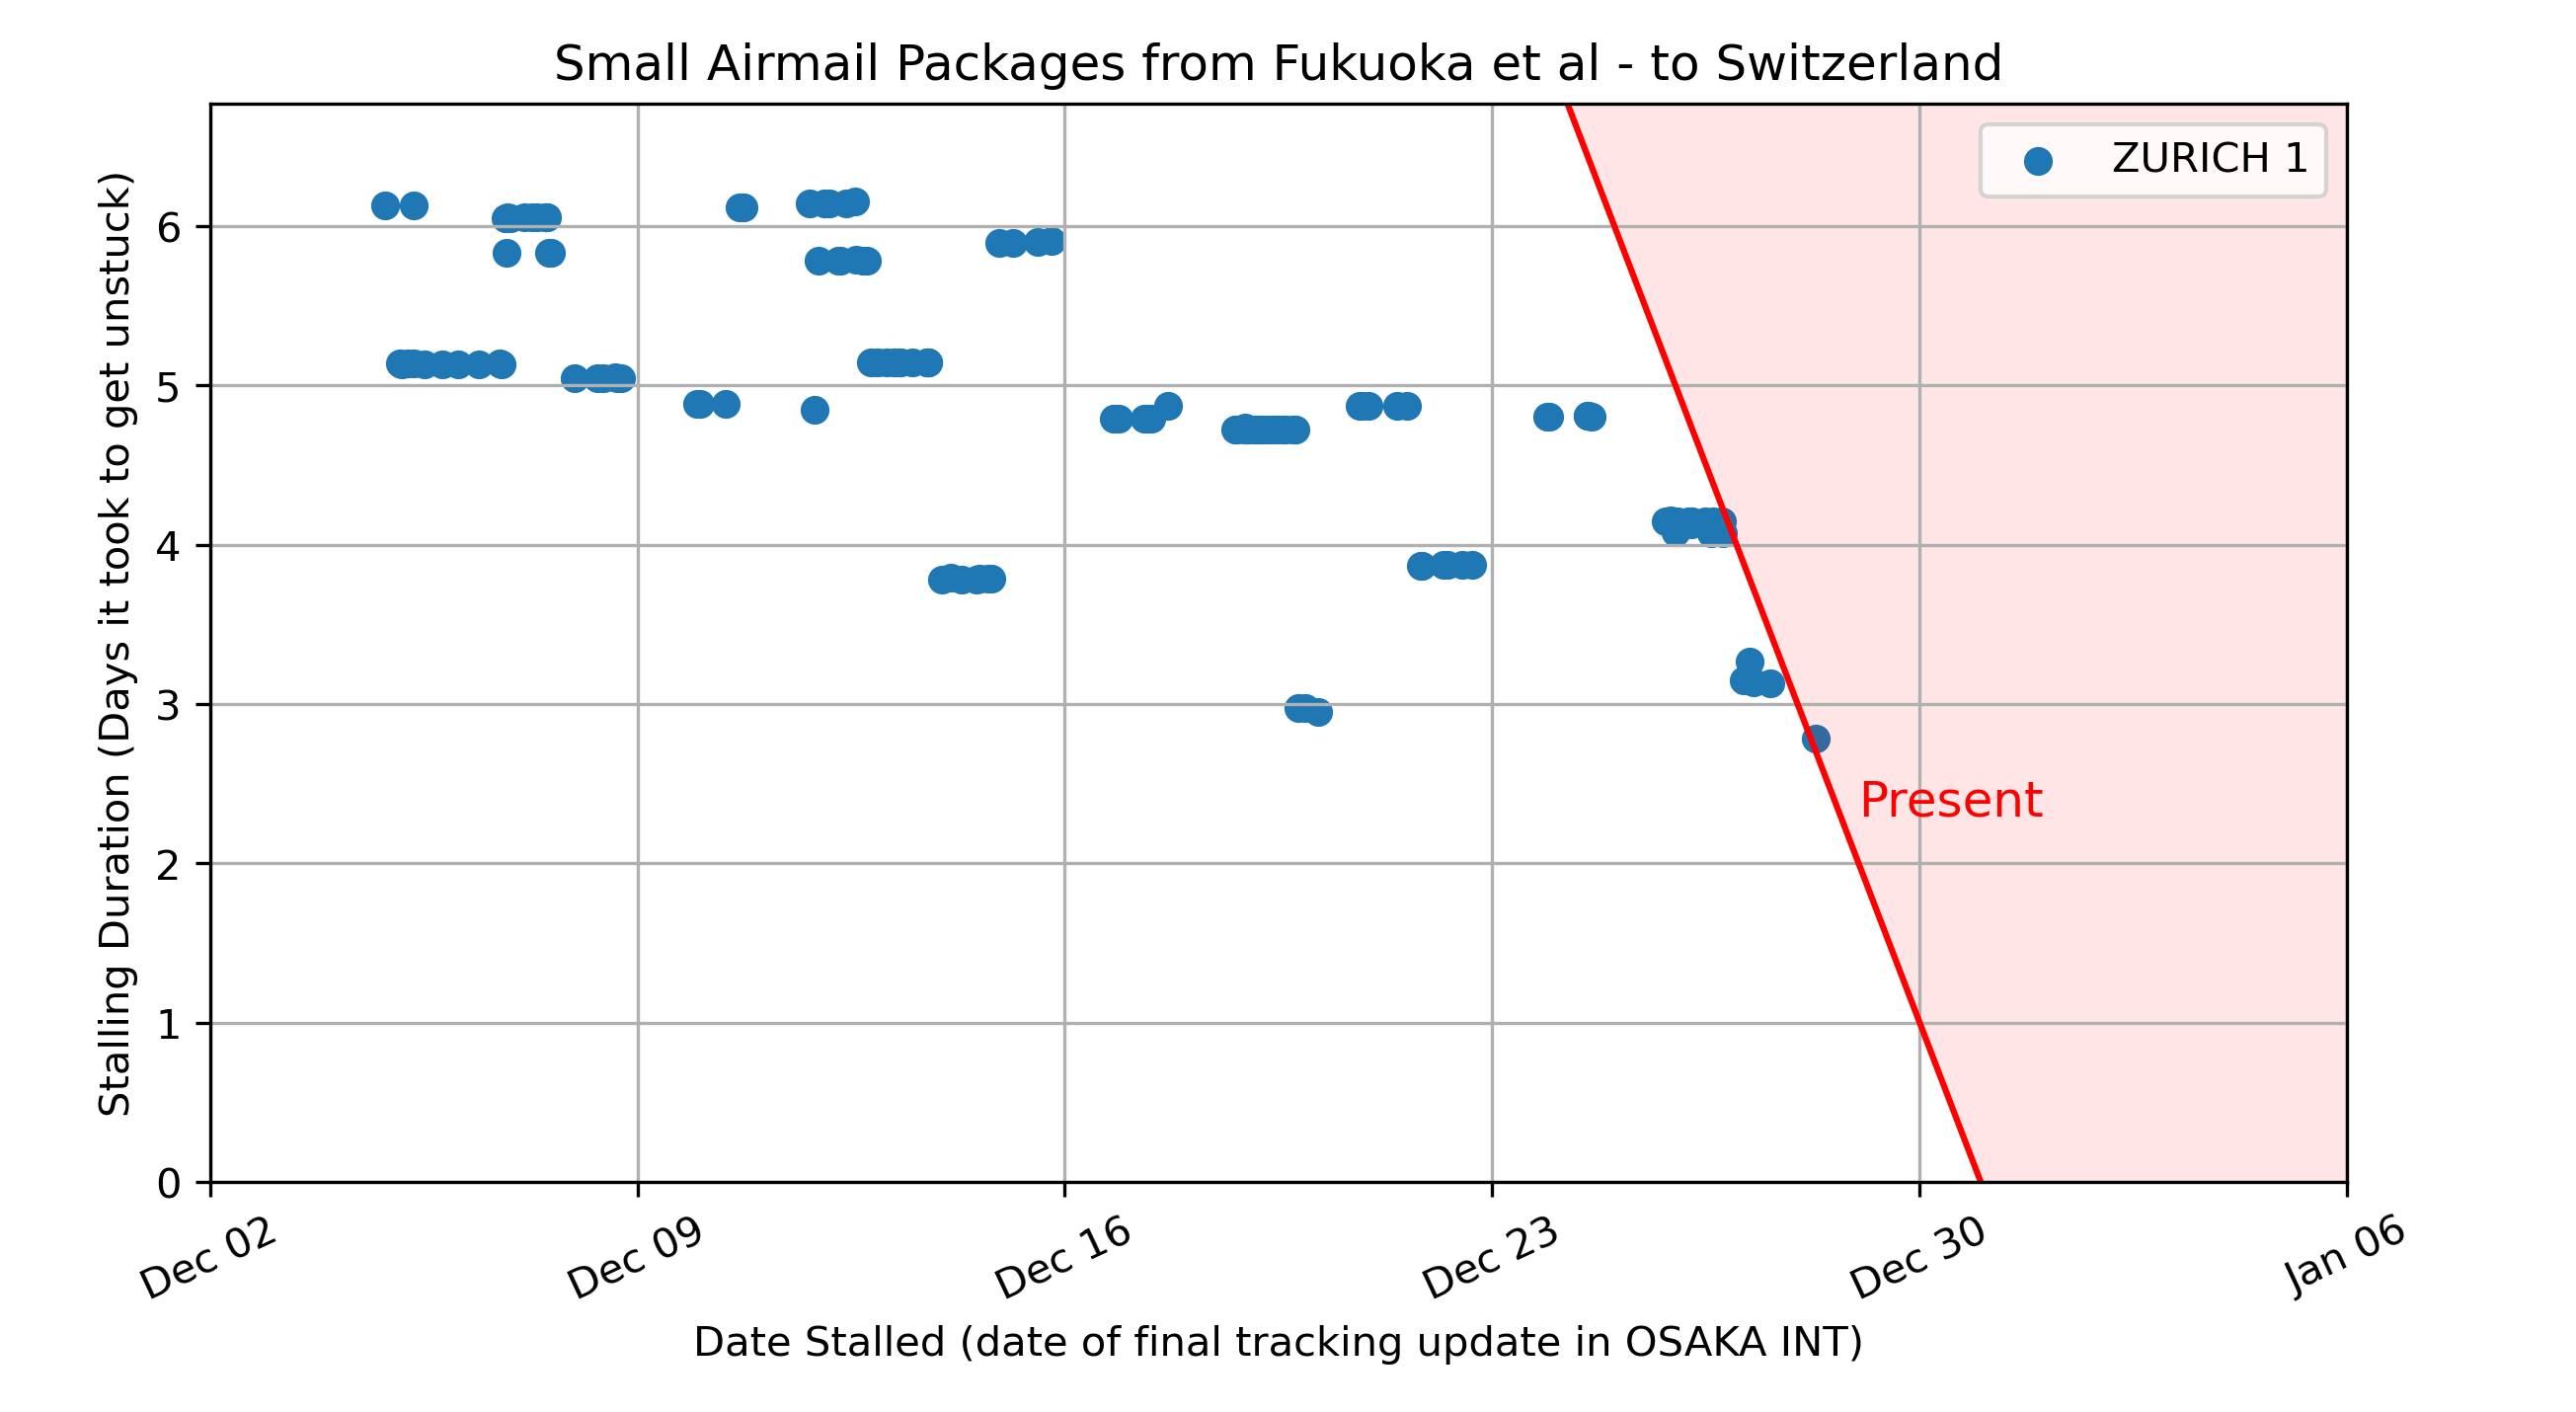 Small Airmail Packages from Fukuoka et al - to Switzerland
ZURICH 1
Stalling Duration (Days it took to get unstuck)
6
5
4
3
2
1
0
Present
Dec 02
Dec 09
Dec 16
Dec 23
Dec 30
Jan 06
Date Stalled (date of final tracking update in OSAKA INT)